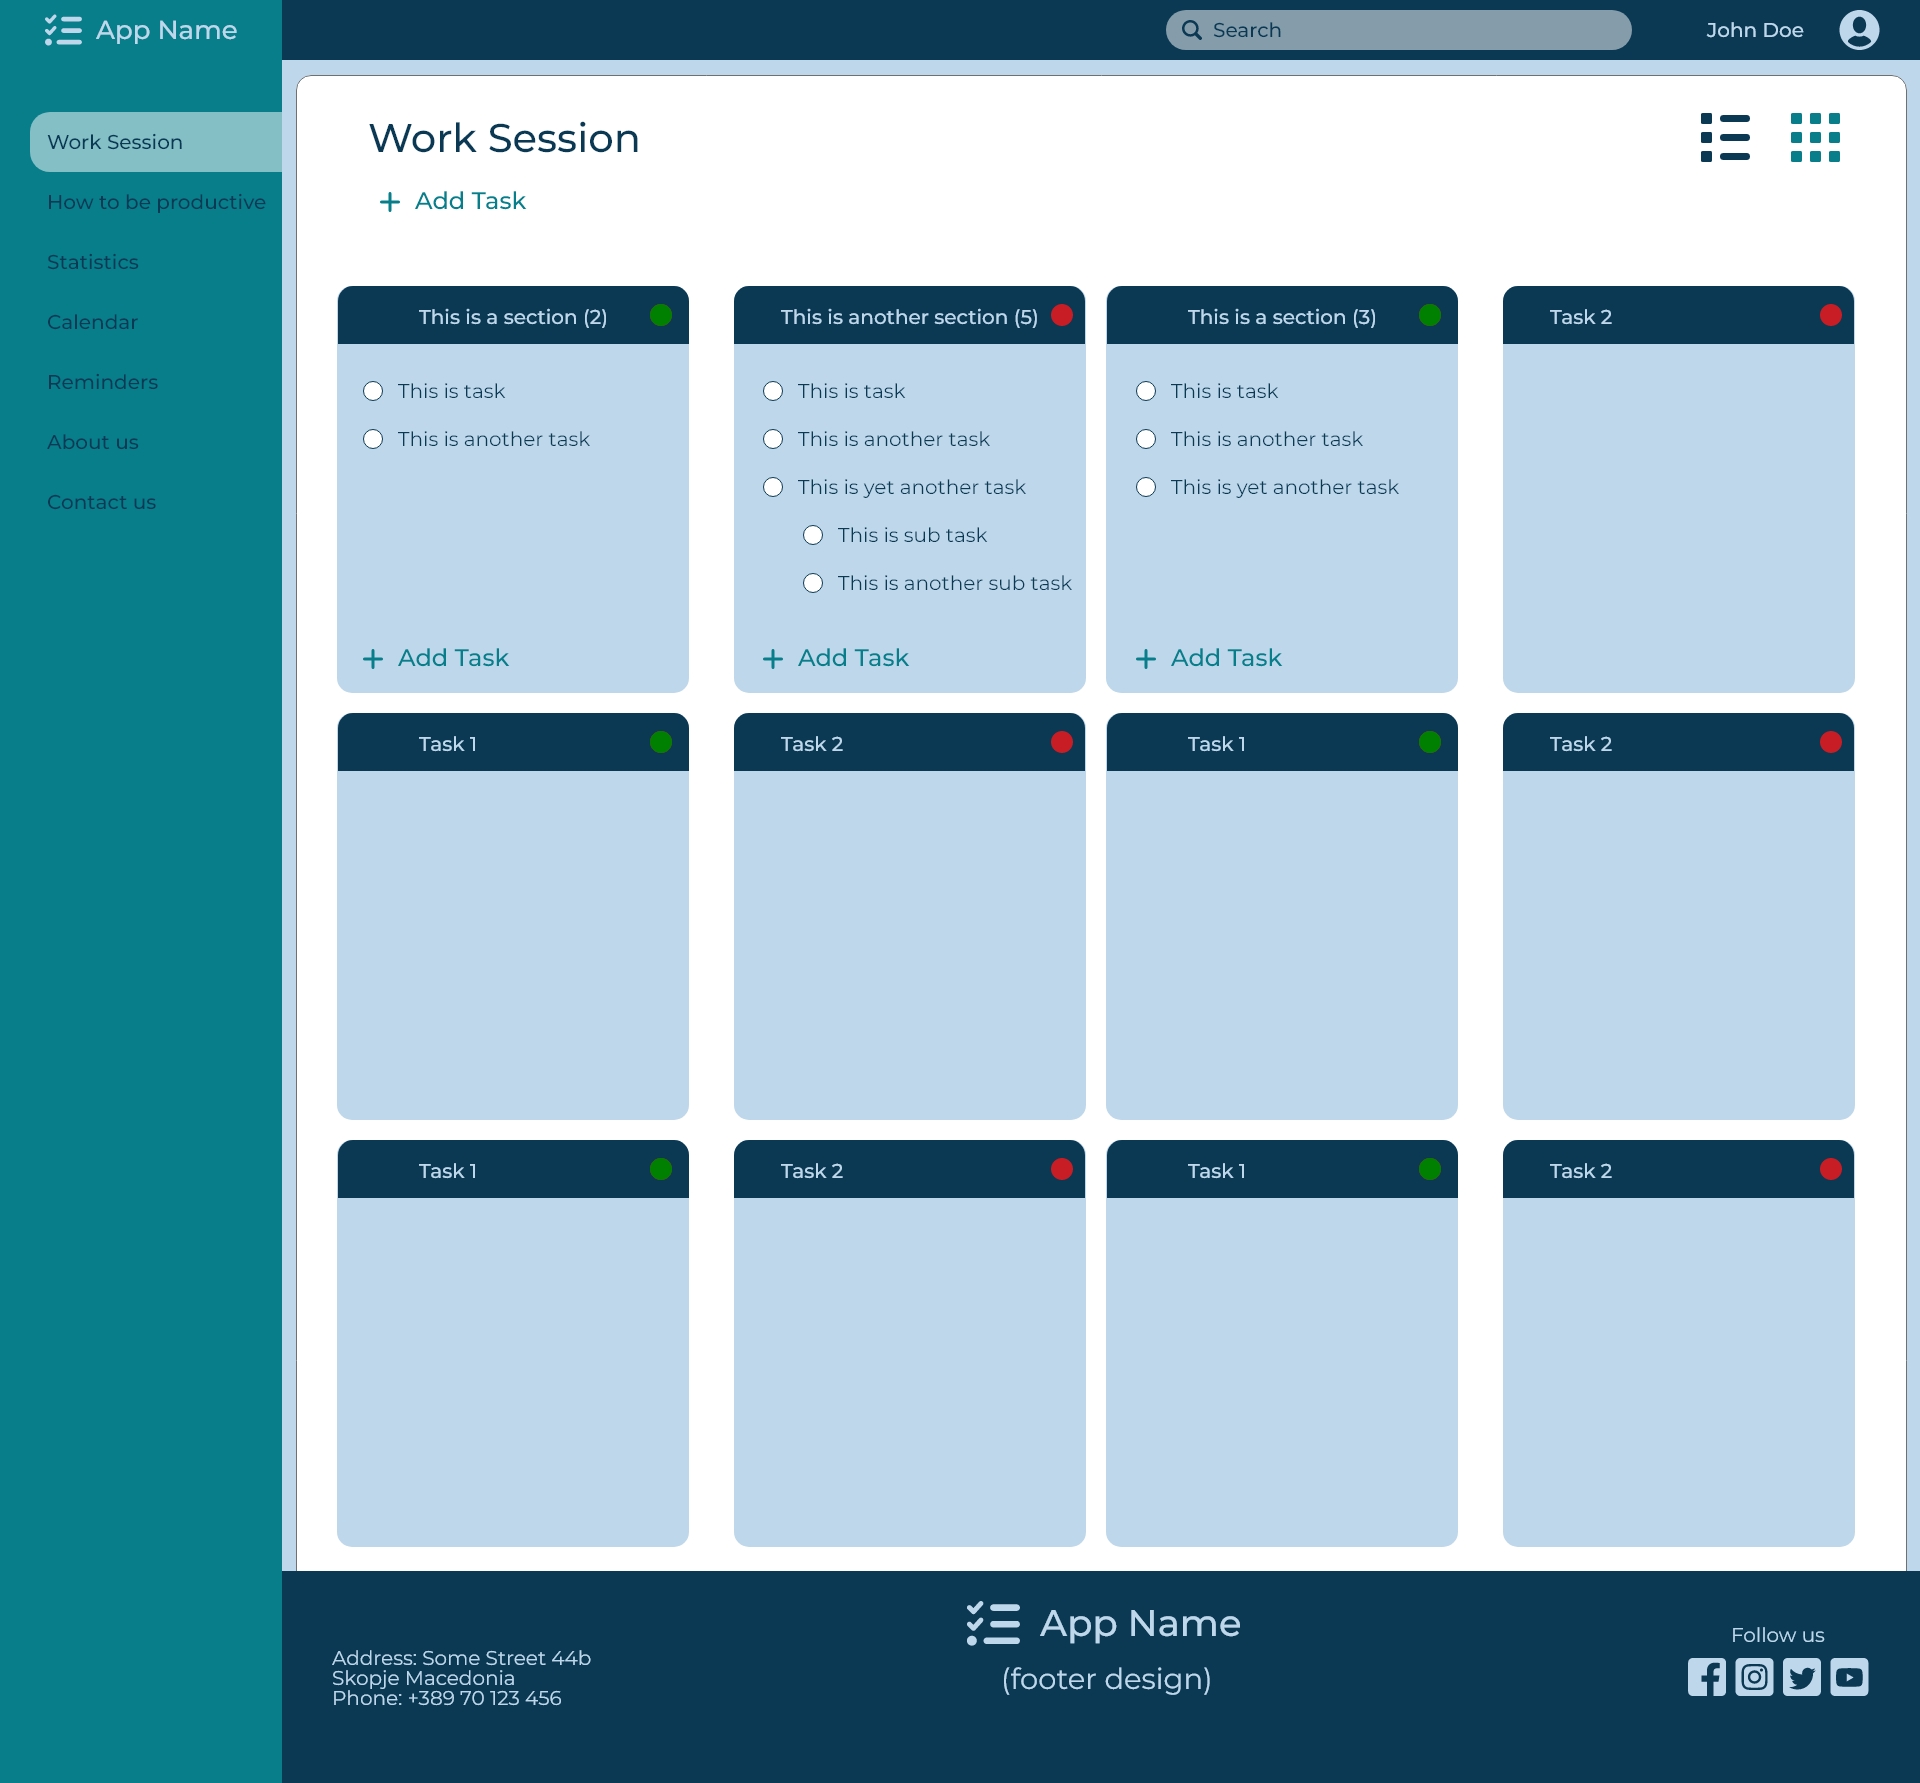 App Name
Search
John Doe
Work Session
How to be productive
Statistics
Calendar
Reminders
About us
Contact us
Work Session
+ Add Task
This is a section (2)
This is task
This is another task
+ Add Task
This is another section (5)
This is task
This is another task
This is yet another task
This is sub task
This is another sub task
+ Add Task
This is a section (3)
This is task
This is another task
This is yet another task
+ Add Task
Task 2
Task 1
Task 2
Task 1
Task 2
Task 1
Task 2
Task 1
Task 2
Address: Some Street 44b
Skopje Macedonia
Phone: +389 70 123 456
App Name
(footer design)
Follow us